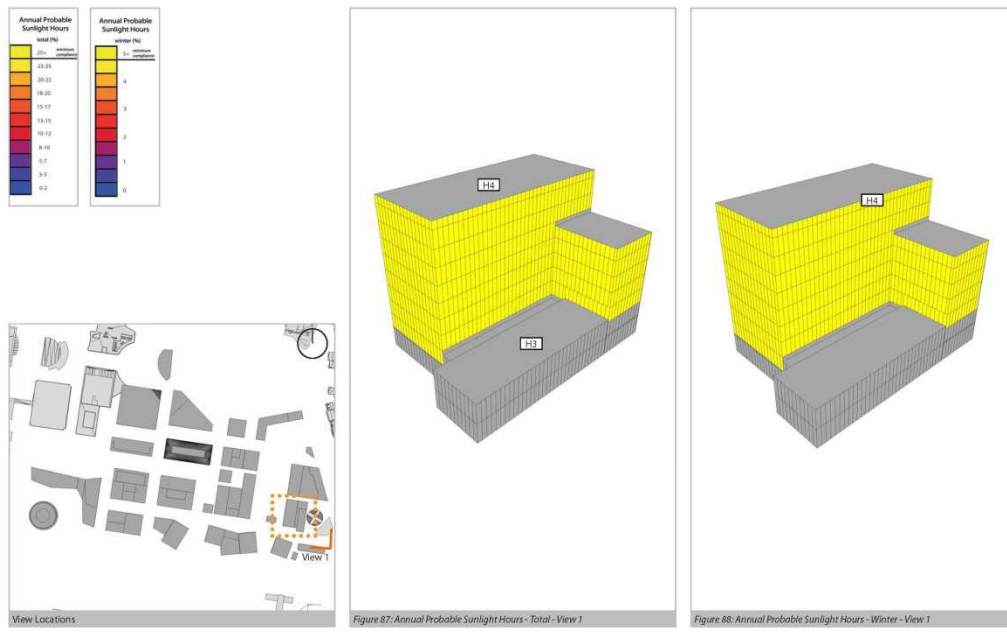 Annual Probable
Sunlight Hours
total (%)
25+ minimum compliance
23-25
20-22
18-20
15-17
13-15
10-12
8-10
5-7
3-5
0-2
Annual Probable
Sunlight Hours
winter (%)
5+ minimum compliance
4
3
2
1
0
View 1
View Locations
H4
H3
Figure 87: Annual Probable Sunlight Hours - Total - View 1
H4
Figure 88: Annual Probable Sunlight Hours - Winter - View 1